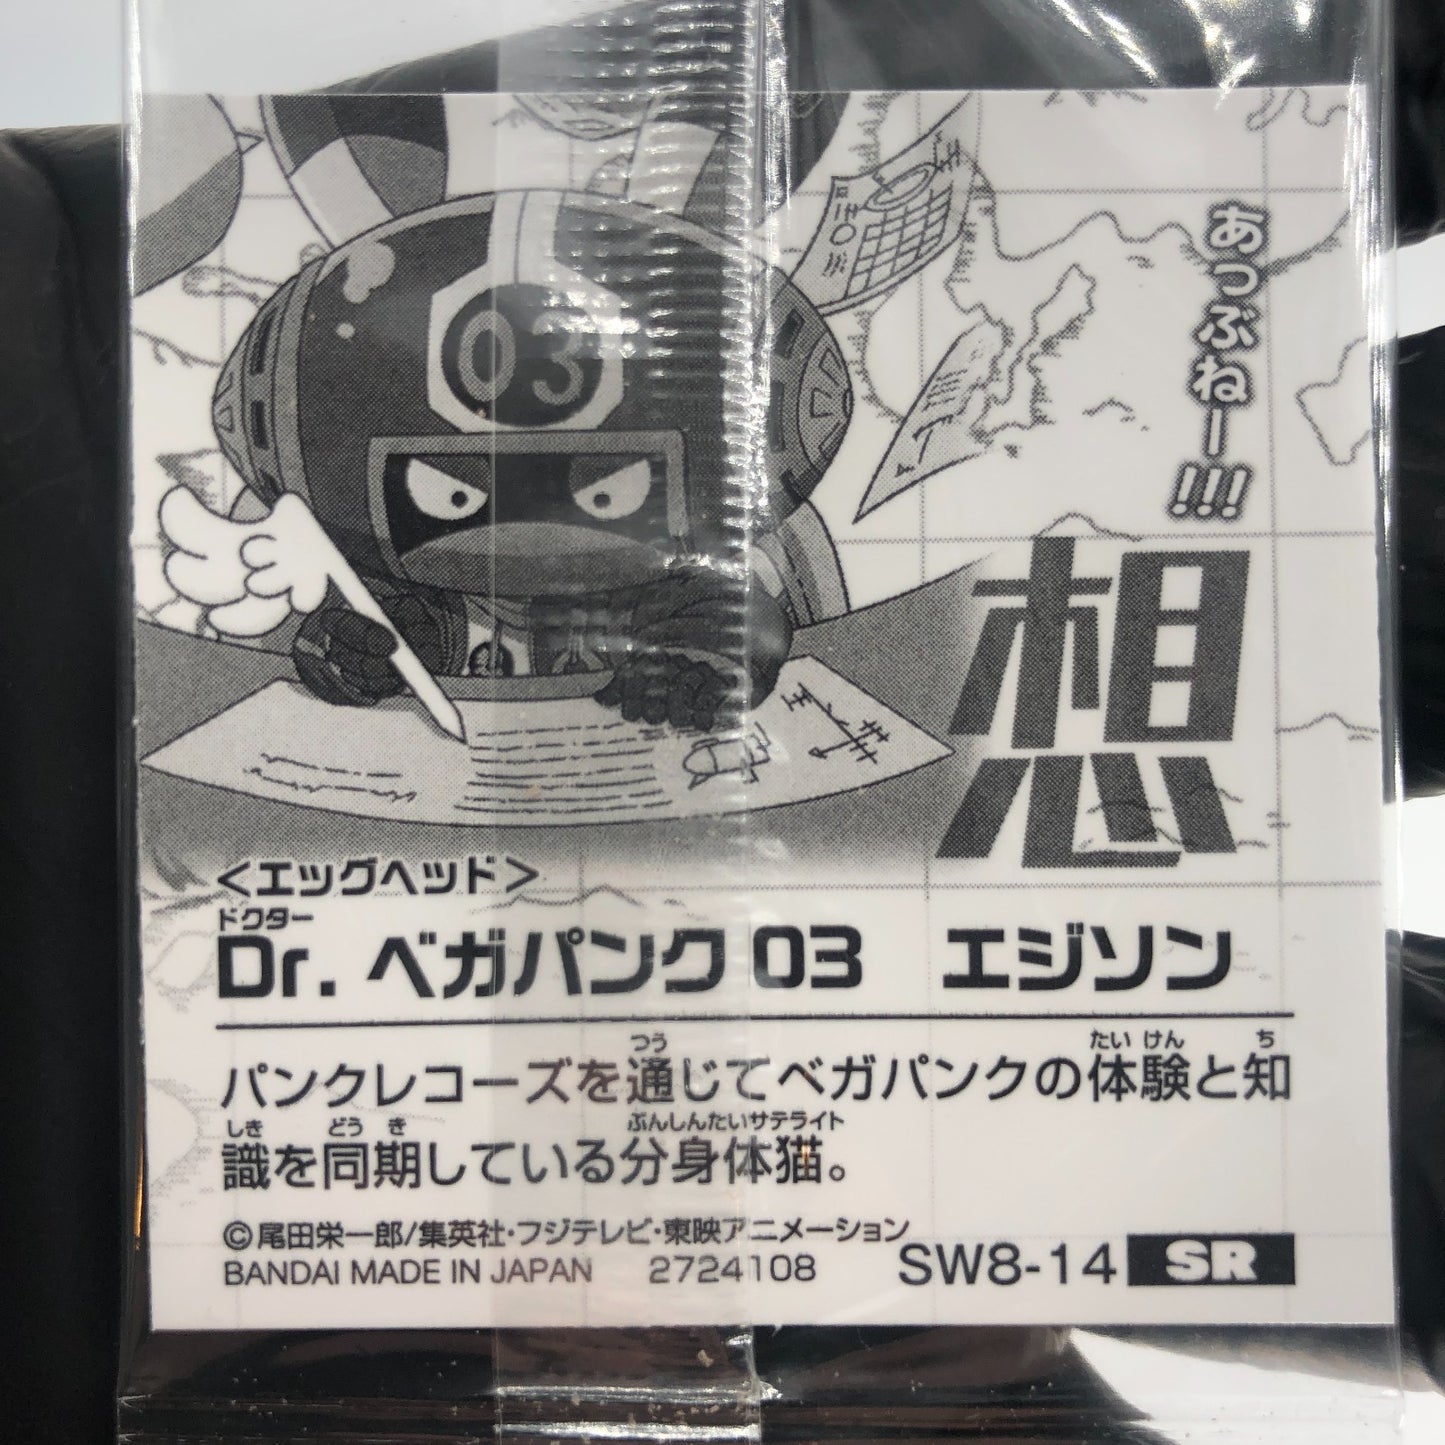 あっぷねー!!!
想
03
＜エッグヘッド＞
ドクター
Dr. ベガパンク 03　エジソン
つう　たい けん　ち
パンクレコーズを通じてベガパンクの体験と知
しき　どう き　ぶんしんたいサテライト
識を同期している分身体猫。
©尾田栄一郎/集英社・フジテレビ・東映アニメーション
BANDAI MADE IN JAPAN　2724108
SW8-14 SR